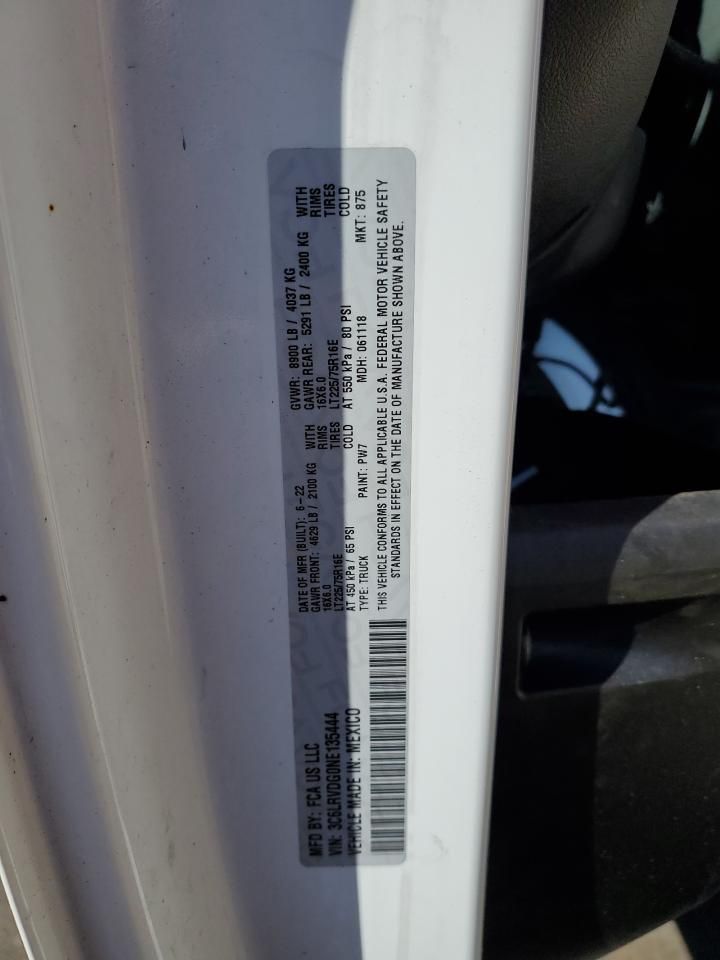 MFD BY: FCA US LLC
VIN: 3C6LRVDG0NE135444
VEHICLE MADE IN: MEXICO
DATE OF MFR (BUILT): 6-22
GAWR FRONT: 4629 LB / 2100 KG WITH
16X6.0 RIMS
LT225/75R16E TIRES
AT 450 kPa / 65 PSI COLD
GVWR: 8900 LB / 4037 KG
GAWR REAR: 5291 LB / 2400 KG WITH
16X6.0 RIMS
LT225/75R16E TIRES
AT 550 kPa / 80 PSI COLD
TYPE: TRUCK PAINT: PW7 MDH: 061118 MKT: 875
THIS VEHICLE CONFORMS TO ALL APPLICABLE U.S.A. FEDERAL MOTOR VEHICLE SAFETY
STANDARDS IN EFFECT ON THE DATE OF MANUFACTURE SHOWN ABOVE.